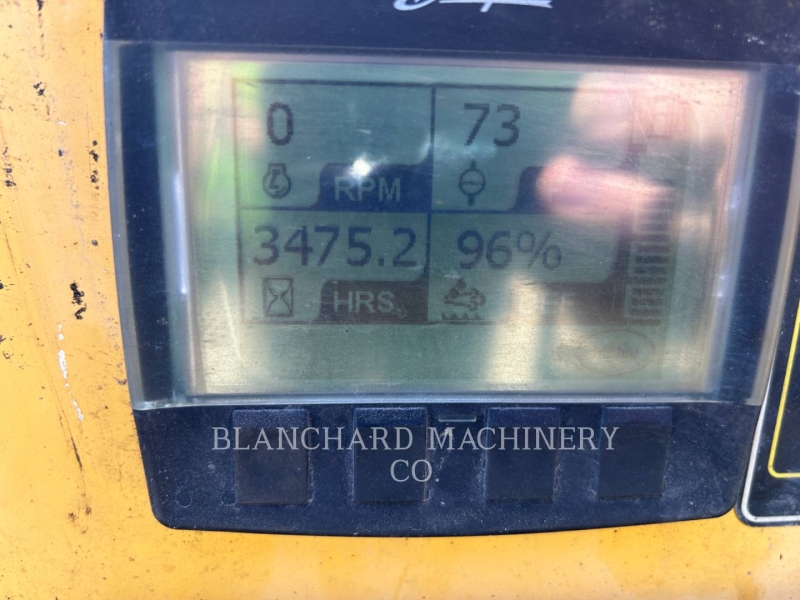 0 73
RPM
3475.2 96%
HRS
BLANCHARD MACHINERY
CO.